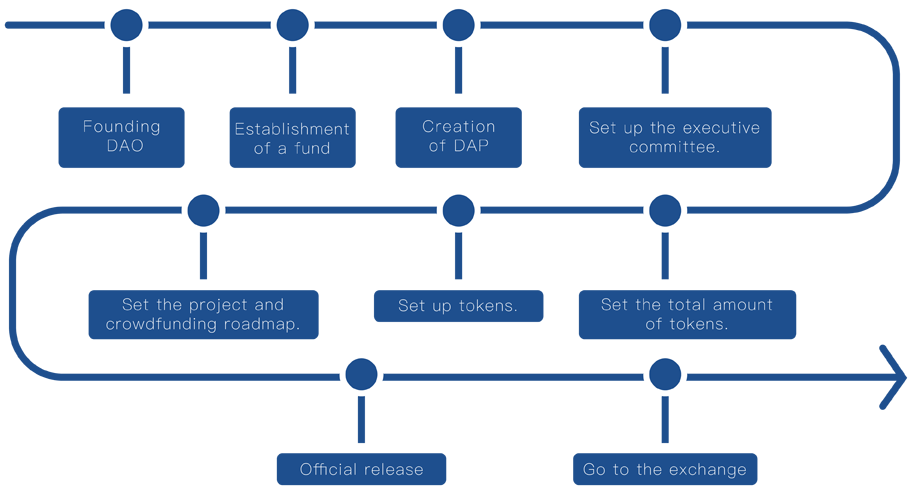 Founding
DAO
Establishment
of a fund
Creation
of DAP
Set up the executive
committee.
Set the project and
crowdfunding roadmap.
Set up tokens.
Set the total amount
of tokens.
Official release
Go to the exchange